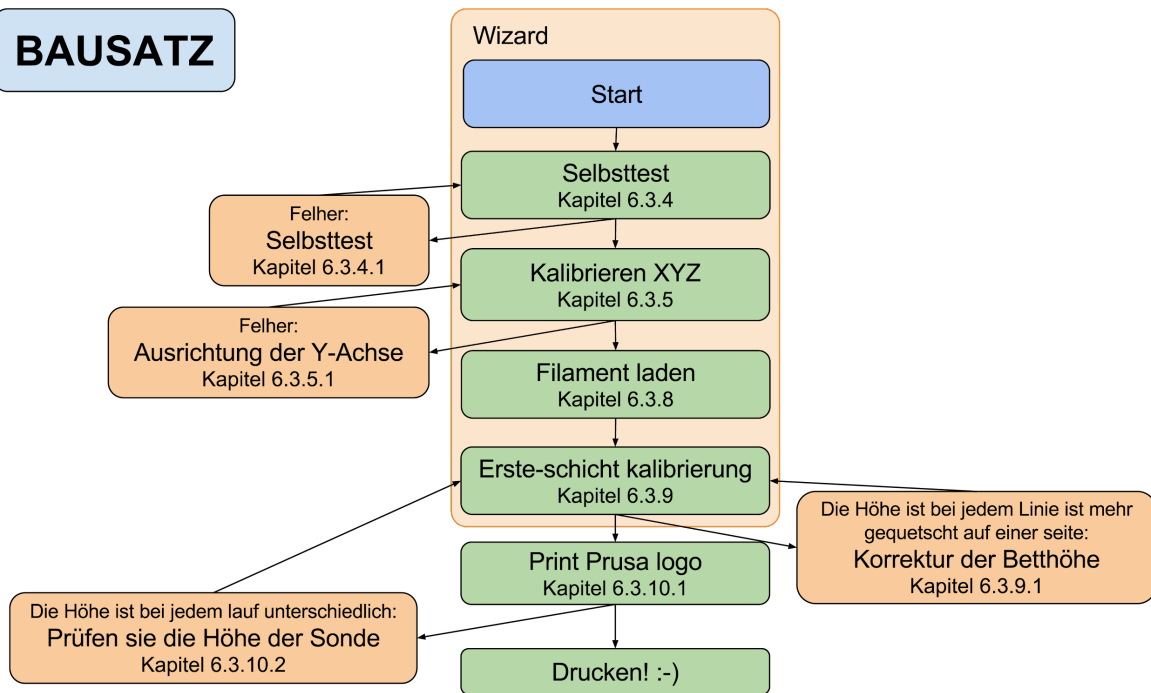 BAUSATZ
Wizard
Start
Selbsttest
Kapitel 6.3.4
Felher:
Selbsttest
Kapitel 6.3.4.1
Kalibrieren XYZ
Kapitel 6.3.5
Felher:
Ausrichtung der Y-Achse
Kapitel 6.3.5.1
Filament laden
Kapitel 6.3.8
Erste-schicht kalibrierung
Kapitel 6.3.9
Die Höhe ist bei jedem Linie ist mehr
gequetscht auf einer seite:
Korrektur der Betthöhe
Kapitel 6.3.9.1
Print Prusa logo
Kapitel 6.3.10.1
Die Höhe ist bei jedem lauf unterschiedlich:
Prüfen sie die Höhe der Sonde
Kapitel 6.3.10.2
Drucken! :-)